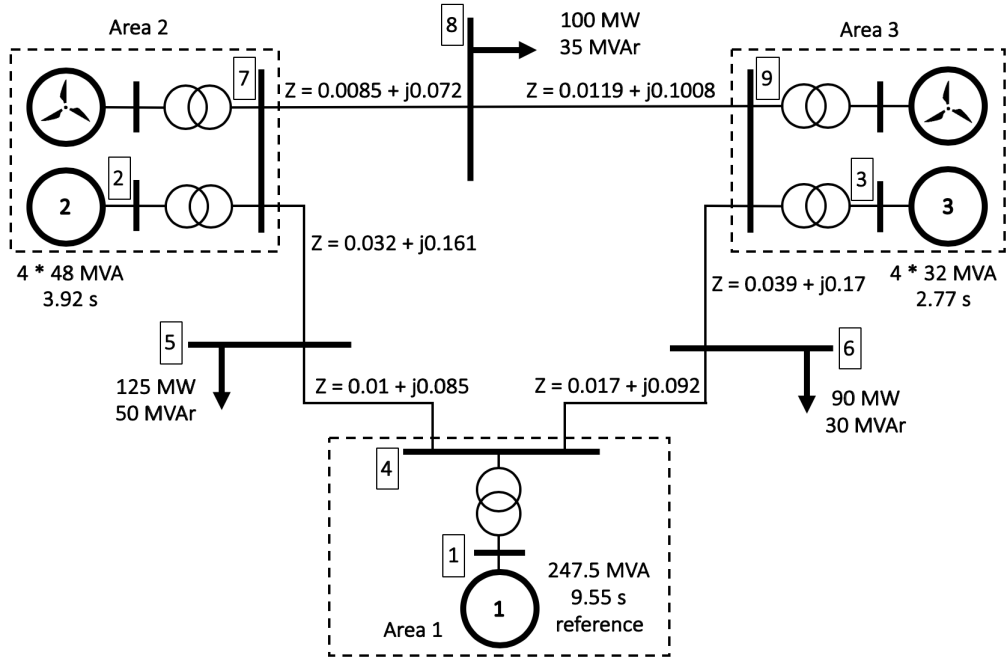 Area 2
8
100 MW
35 MVAr
Area 3
7
Z = 0.0085 + j0.072
Z = 0.0119 + j0.1008
9
2
2
3
3
4 * 48 MVA
3.92 s
Z = 0.032 + j0.161
Z = 0.039 + j0.17
4 * 32 MVA
2.77 s
5
6
125 MW
50 MVAr
Z = 0.01 + j0.085
Z = 0.017 + j0.092
90 MW
30 MVAr
4
1
1
247.5 MVA
9.55 s
reference
Area 1